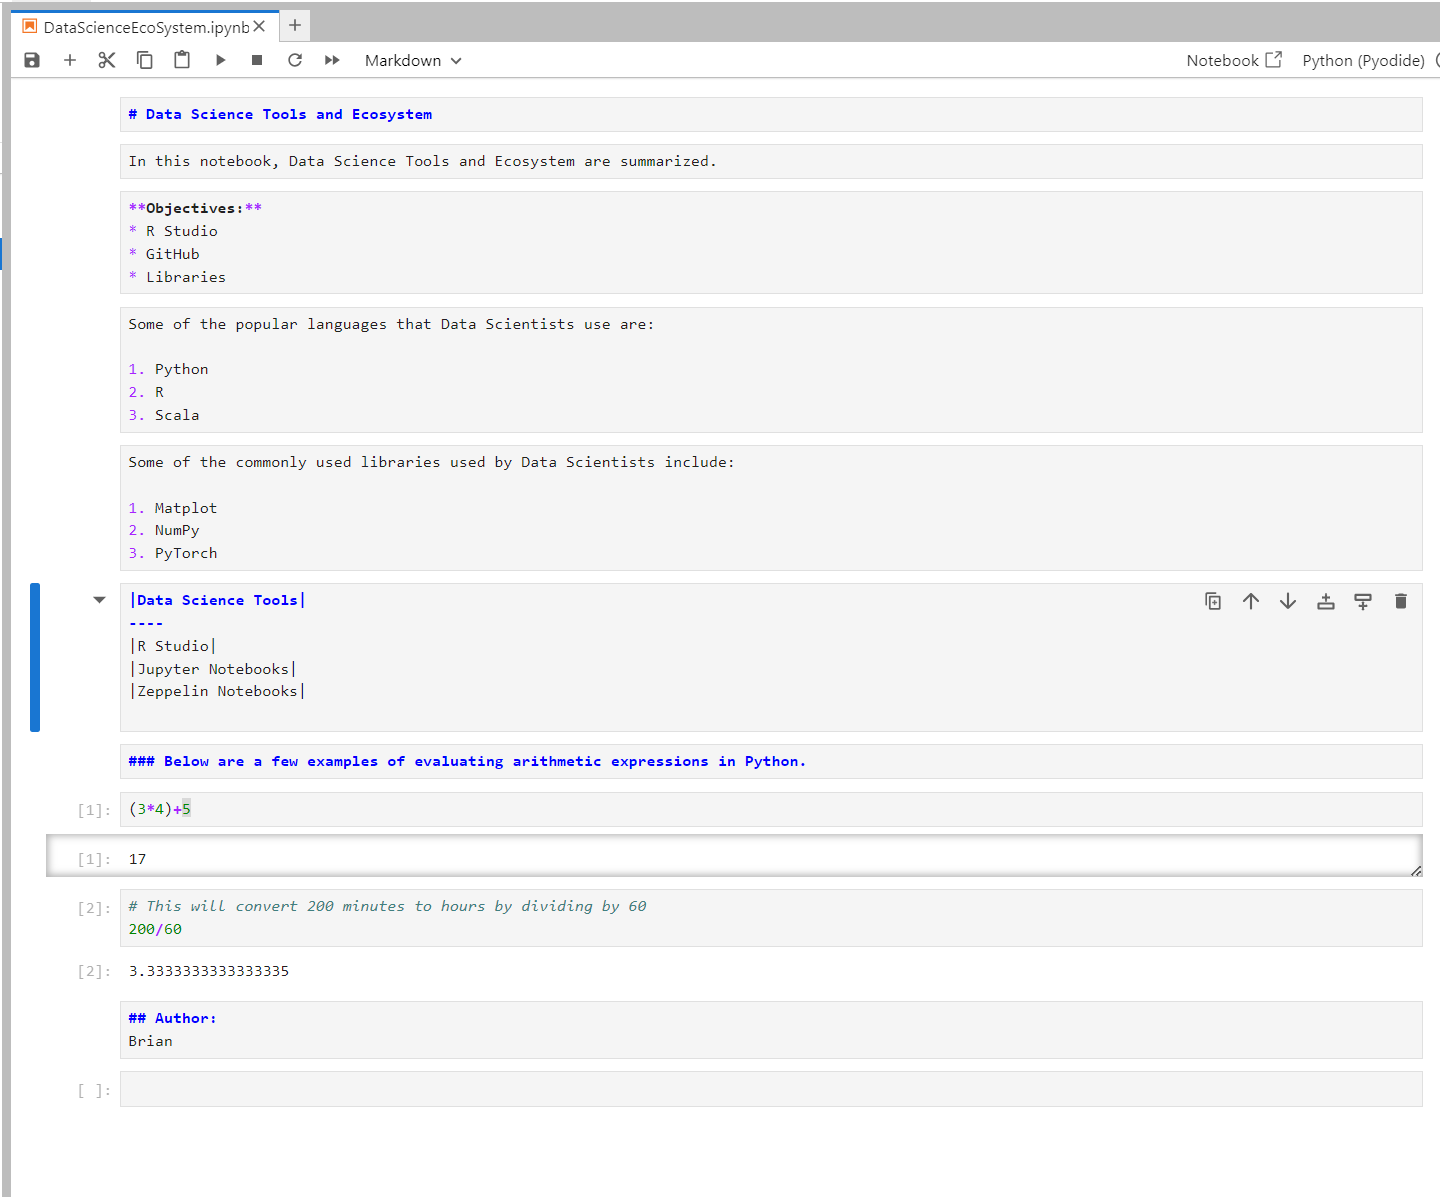 DataScienceEcoSystem.ipynb
Markdown
Notebook
Python (Pyodide)
# Data Science Tools and Ecosystem
In this notebook, Data Science Tools and Ecosystem are summarized.
**Objectives:**
* R Studio
* GitHub
* Libraries
Some of the popular languages that Data Scientists use are:
1. Python
2. R
3. Scala
Some of the commonly used libraries used by Data Scientists include:
1. Matplot
2. NumPy
3. PyTorch
|Data Science Tools|
----
|R Studio|
|Jupyter Notebooks|
|Zeppelin Notebooks|
### Below are a few examples of evaluating arithmetic expressions in Python.
[1]: (3*4)+5
[1]: 17
[2]: # This will convert 200 minutes to hours by dividing by 60
200/60
[2]: 3.3333333333333335
## Author:
Brian
[ ]: